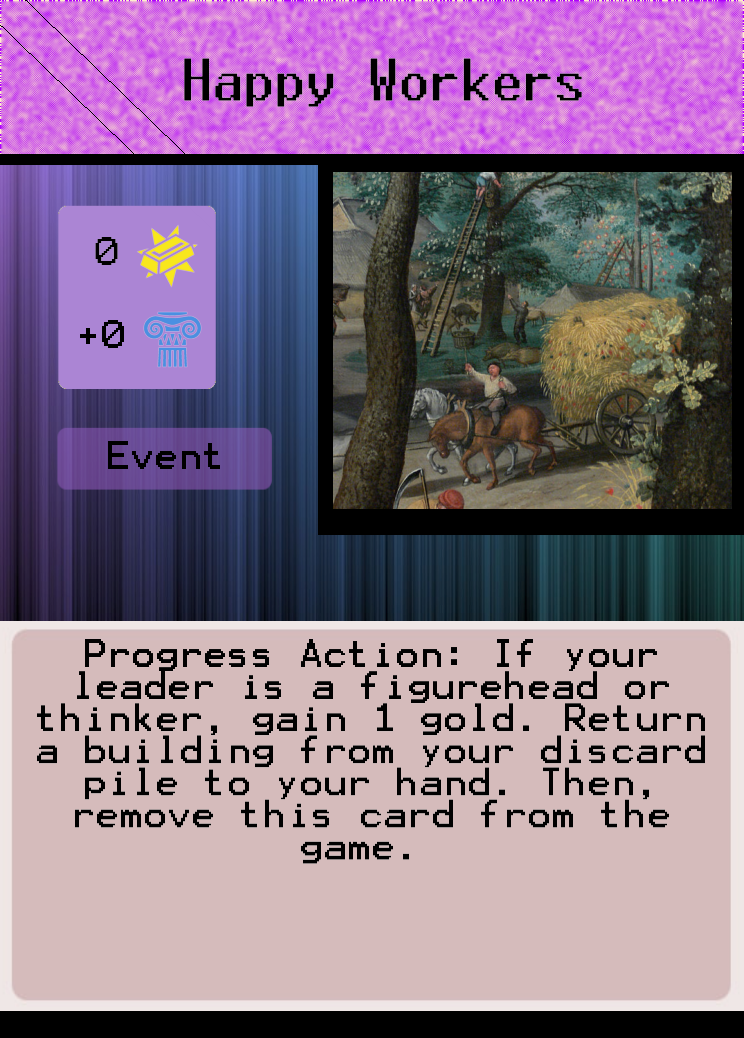 Happy Workers
0
+0
Event
Progress Action: If your
leader is a figurehead or
thinker, gain 1 gold. Return
a building from your discard
pile to your hand. Then,
remove this card from the
game.